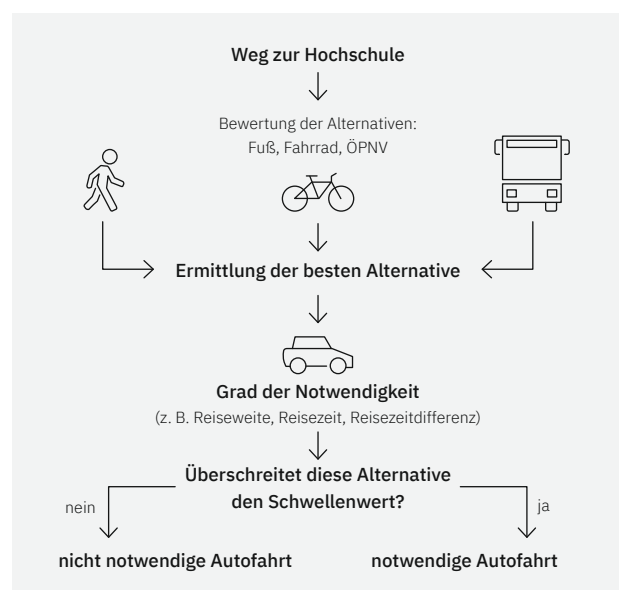 Weg zur Hochschule
Bewertung der Alternativen:
Fuß, Fahrrad, ÖPNV
Ermittlung der besten Alternative
Grad der Notwendigkeit
(z. B. Reiseweite, Reisezeit, Reisezeitdifferenz)
Überschreitet diese Alternative
den Schwellenwert?
nein
ja
nicht notwendige Autofahrt
notwendige Autofahrt